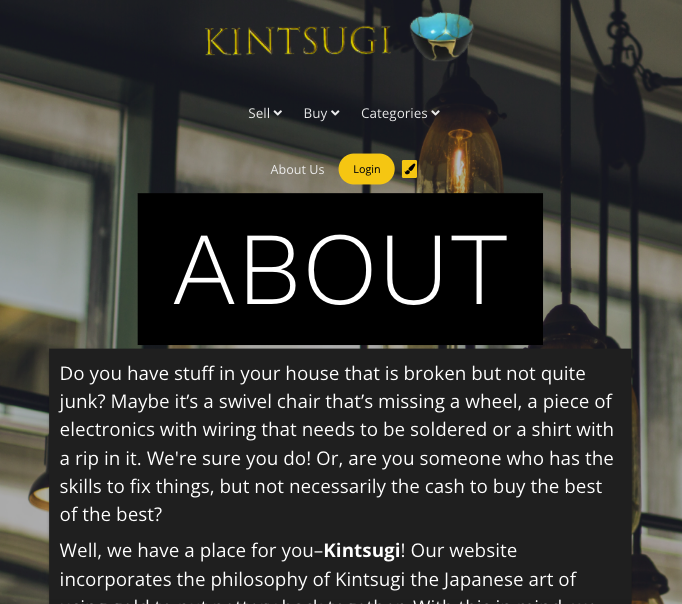 KINTSUGI
Sell Buy Categories
About Us Login
ABOUT
Do you have stuff in your house that is broken but not quite
junk? Maybe it’s a swivel chair that’s missing a wheel, a piece of
electronics with wiring that needs to be soldered or a shirt with
a rip in it. We're sure you do! Or, are you someone who has the
skills to fix things, but not necessarily the cash to buy the best
of the best?
Well, we have a place for you–Kintsugi! Our website
incorporates the philosophy of Kintsugi the Japanese art of